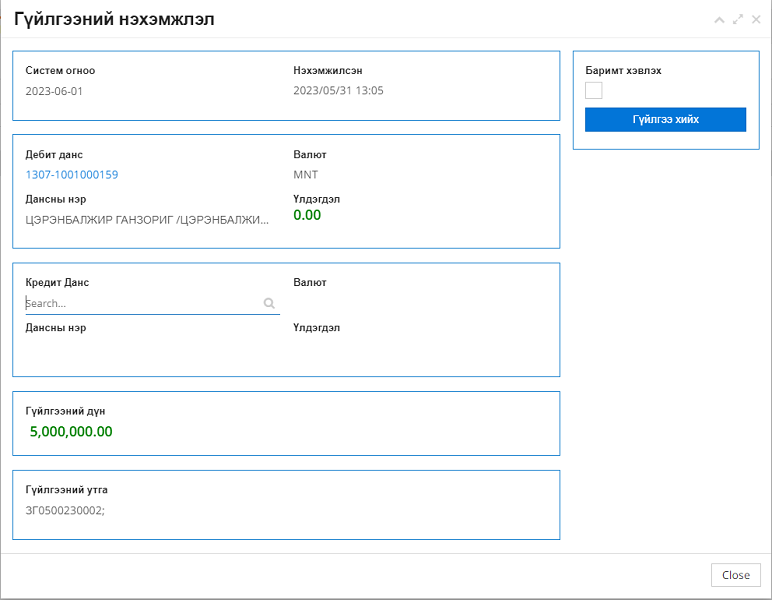 Гүйлгээний нэхэмжлэл
Систем огноо
Нэхэмжилсэн
2023-06-01
2023/05/31 13:05
Баримт хэвлэх
Гүйлгээ хийх
Дебит данс
Валют
1307-1001000159
MNT
Дансны нэр
Үлдэгдэл
ЦЭРЭНБАЛЖИР ГАНЗОРИГ /ЦЭРЭНБАЛЖИ...
0.00
Кредит Данс
Валют
Search...
Дансны нэр
Үлдэгдэл
Гүйлгээний дүн
5,000,000.00
Гүйлгээний утга
ЗГ0500230002;
Close